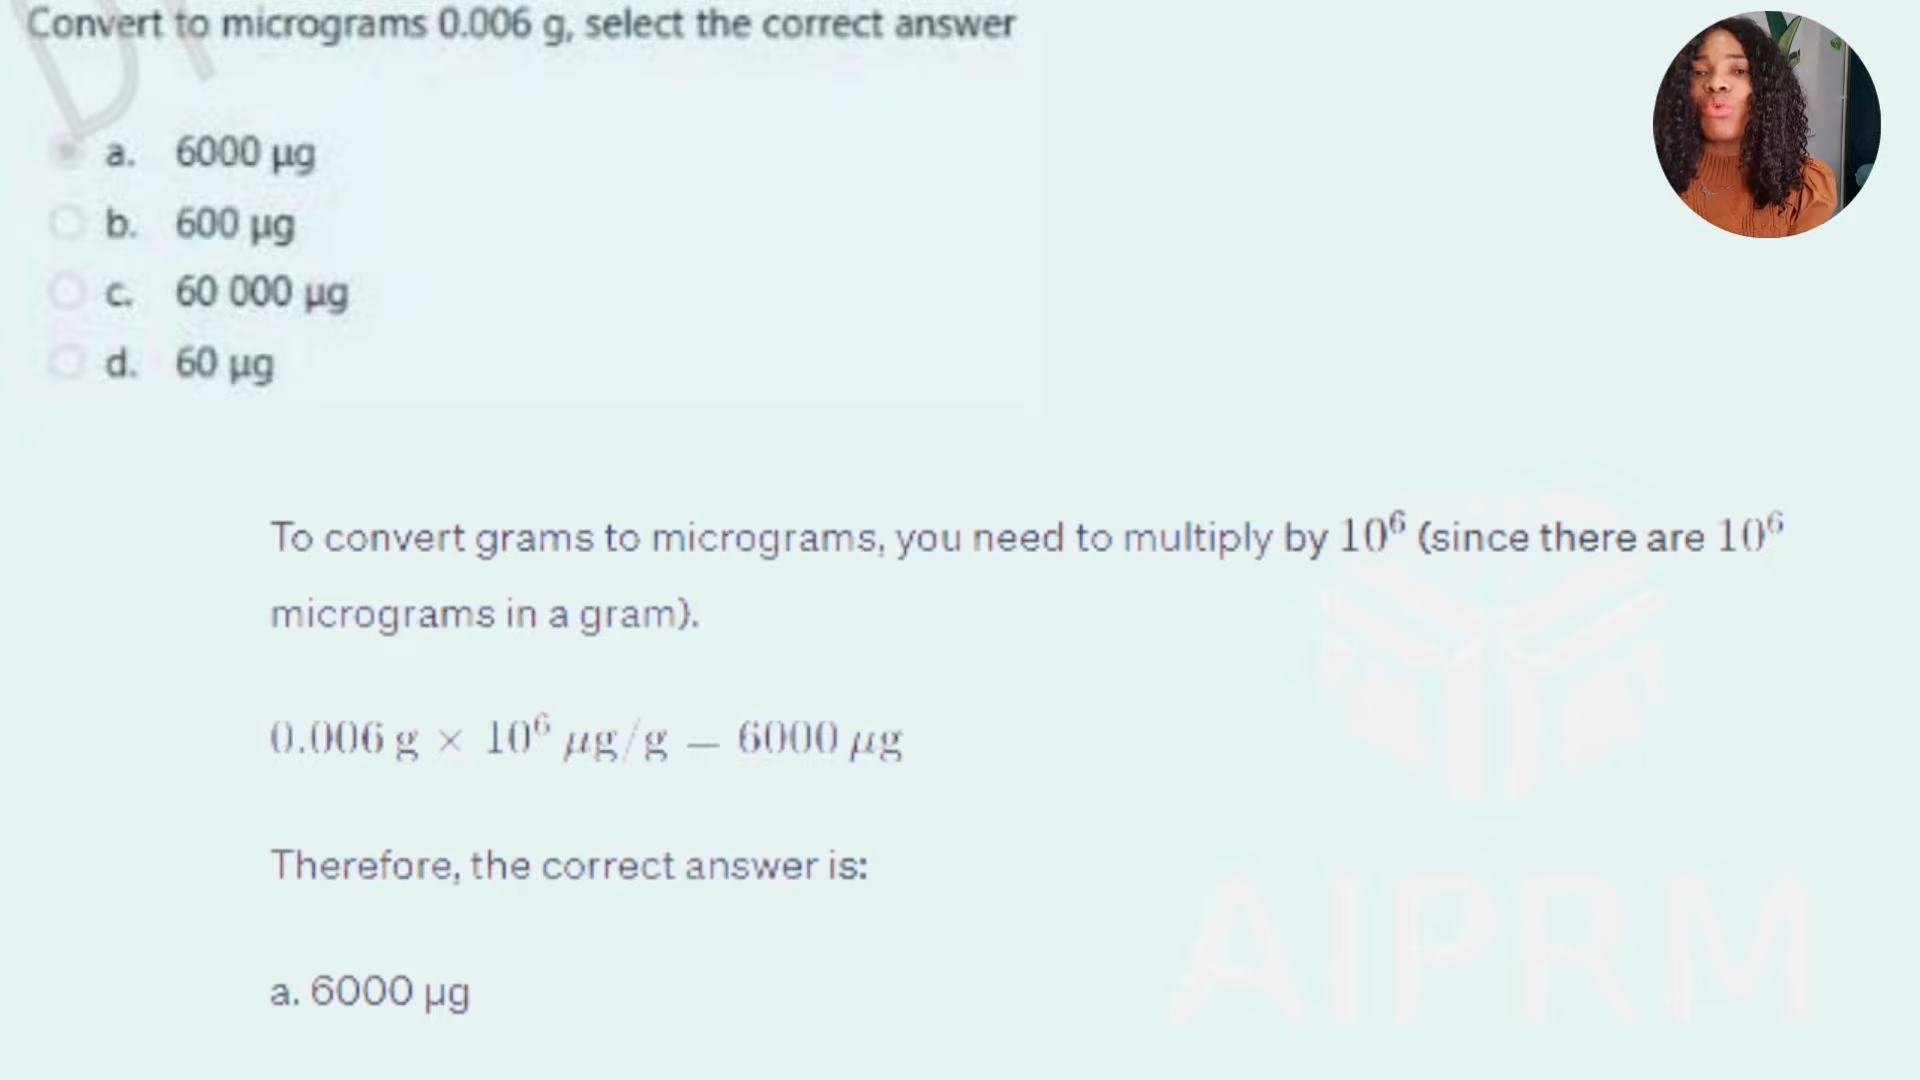 Convert to micrograms 0.006 g, select the correct answer
a. 6000 µg
b. 600 µg
c. 60 000 µg
d. 60 µg
To convert grams to micrograms, you need to multiply by 10⁶ (since there are 10⁶
micrograms in a gram).
0.006 g × 10⁶ µg/g = 6000 µg
Therefore, the correct answer is:
a. 6000 µg
AIPRM